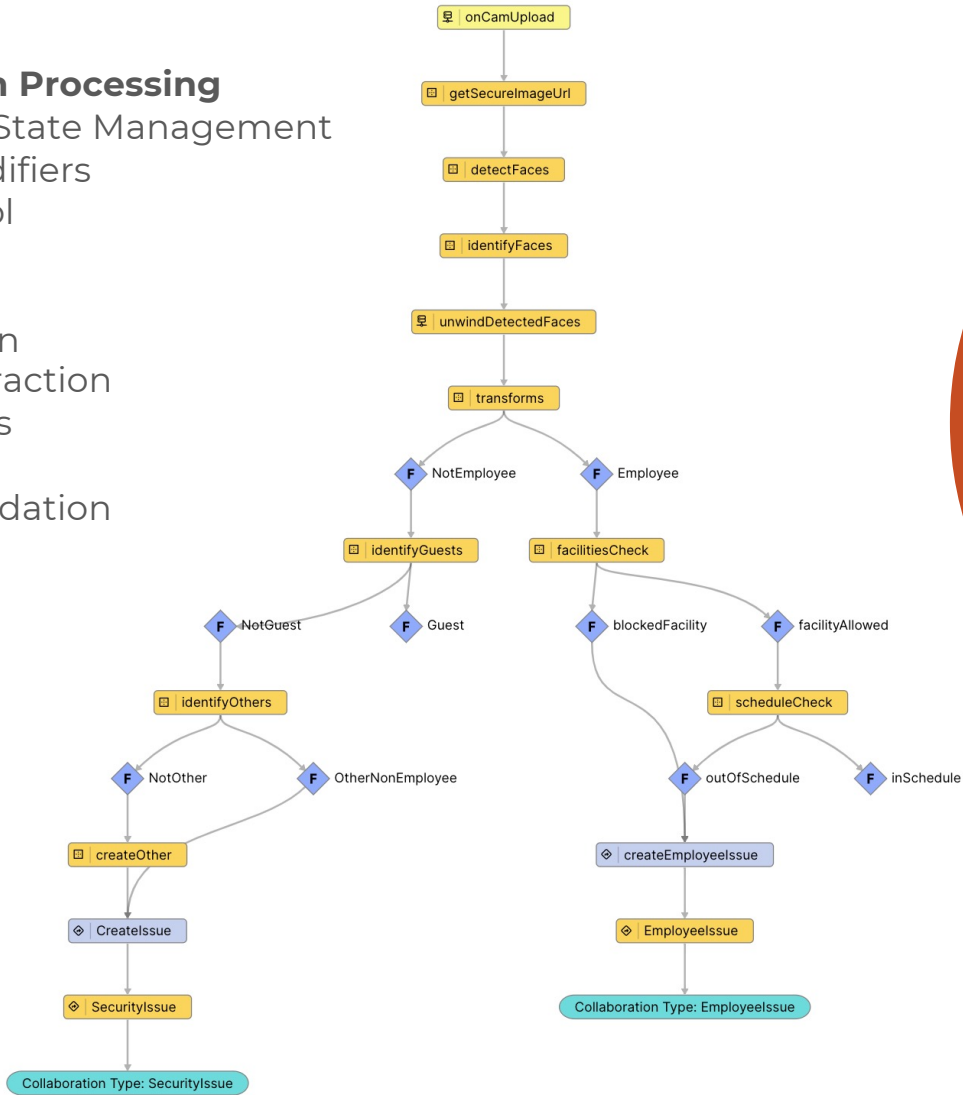 n Processing
State Management
difiers
ol
n
raction
s
dation
onCamUpload
getSecureImageUrl
detectFaces
identifyFaces
unwindDetectedFaces
transforms
F NotEmployee
F Employee
identifyGuests
facilitiesCheck
F NotGuest
F Guest
F blockedFacility
F facilityAllowed
identifyOthers
scheduleCheck
F NotOther
F OtherNonEmployee
F outOfSchedule
F inSchedule
createOther
createEmployeeIssue
CreateIssue
EmployeeIssue
SecurityIssue
Collaboration Type: EmployeeIssue
Collaboration Type: SecurityIssue